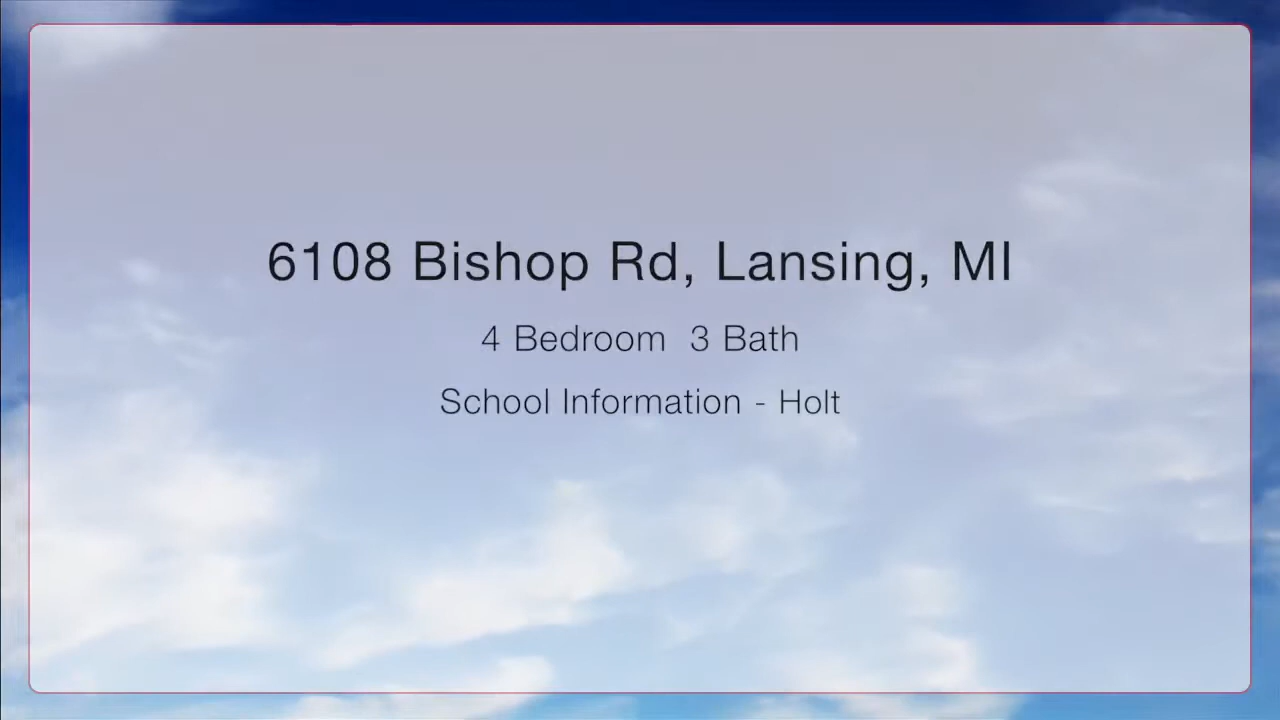 6108 Bishop Rd, Lansing, MI
4 Bedroom  3 Bath
School Information - Holt